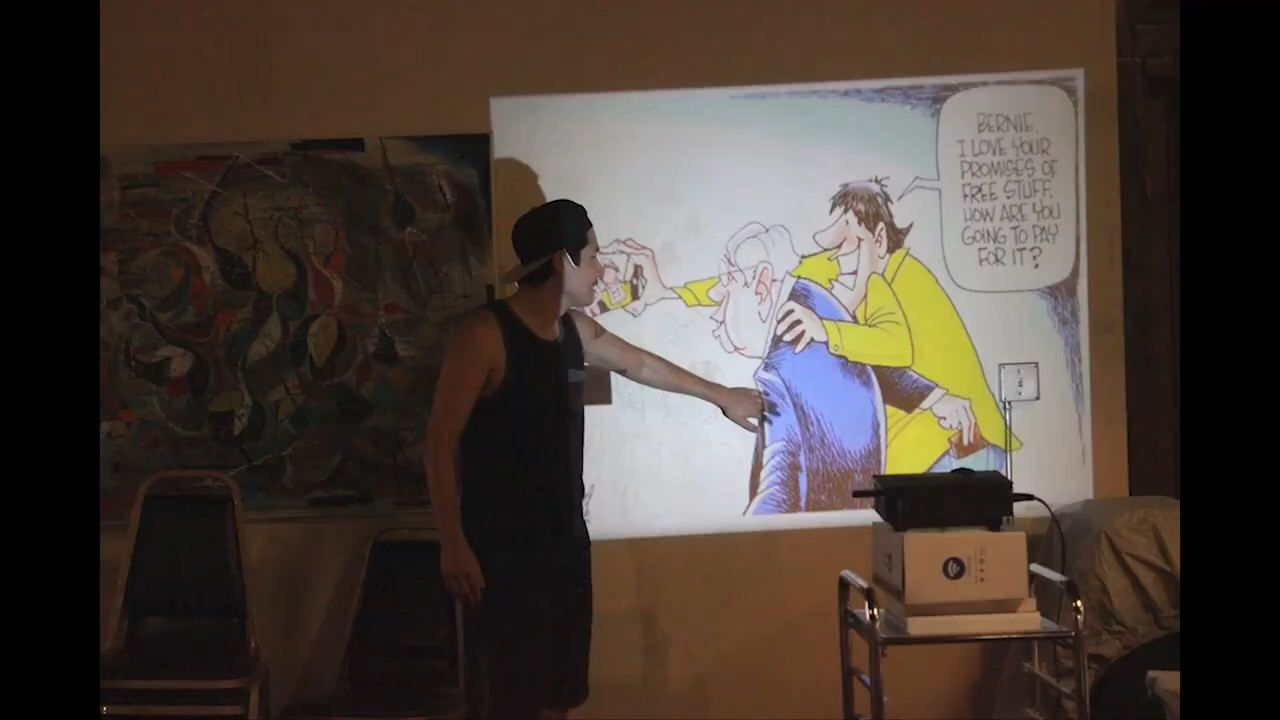 BERNIE,
I LOVE YOUR
PROMISES OF
FREE STUFF.
HOW ARE YOU
GOING TO PAY
FOR IT?